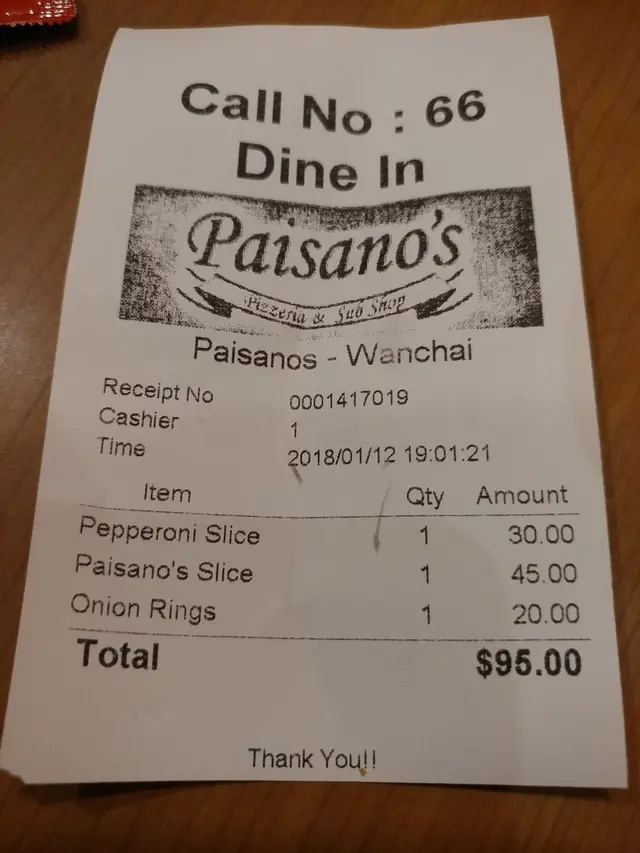 Call No : 66
Dine In
Paisano's
Pizzeria & Sub Shop
Paisanos - Wanchai
Receipt No 0001417019
Cashier 1
Time 2018/01/12 19:01:21
Item Qty Amount
Pepperoni Slice 1 30.00
Paisano's Slice 1 45.00
Onion Rings 1 20.00
Total $95.00
Thank You!!